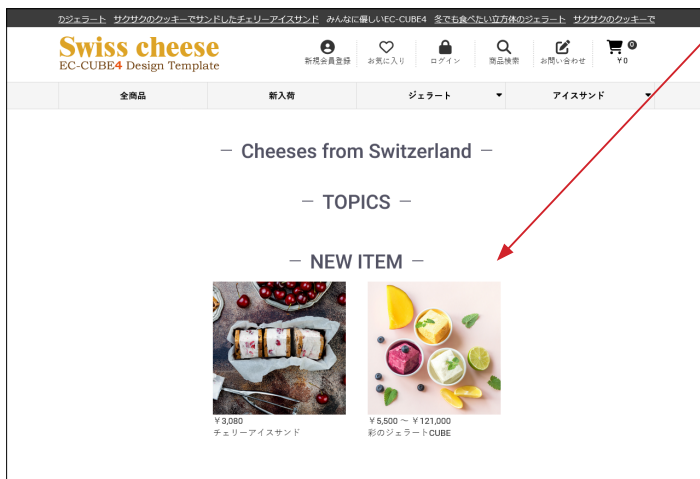 のジェラート サクサクのクッキーでサンドしたチェリーアイスサンド みんなに優しいEC-CUBE4 冬でも食べたい立方体のジェラート サクサクのクッキーで
Swiss cheese
EC-CUBE4 Design Template
新規会員登録 お気に入り ログイン 商品検索 お問い合わせ 0 ￥0
全商品 新入荷 ジェラート アイスサンド
— Cheeses from Switzerland —
— TOPICS —
— NEW ITEM —
￥3,080 ￥5,500 ～ ￥121,000
チェリーアイスサンド 彩のジェラートCUBE